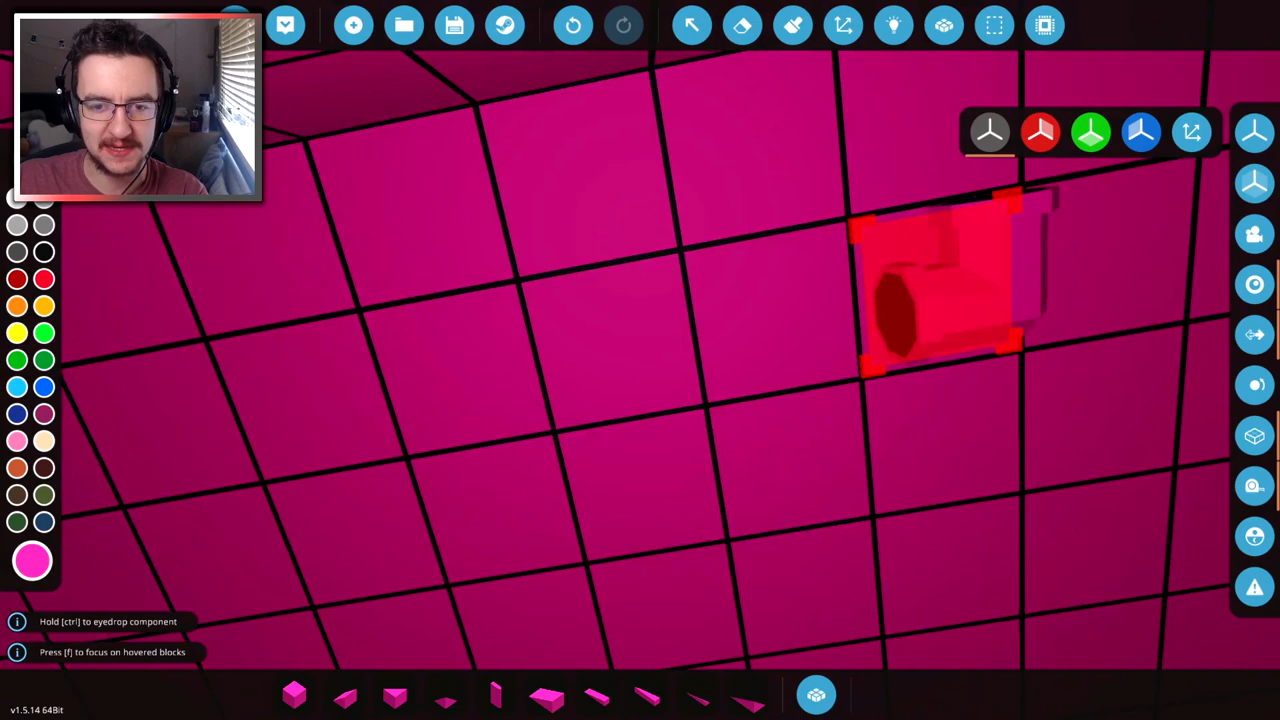 Hold [ctrl] to eyedrop component
Press [f] to focus on hovered blocks
v1.5.14 64Bit